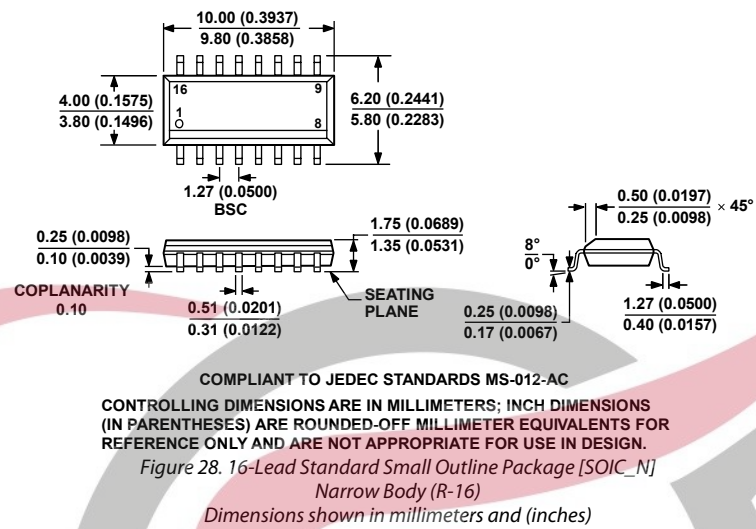 10.00 (0.3937)
9.80 (0.3858)
16
9
1
8
4.00 (0.1575)
3.80 (0.1496)
6.20 (0.2441)
5.80 (0.2283)
1.27 (0.0500)
BSC
0.25 (0.0098)
0.10 (0.0039)
COPLANARITY
0.10
0.51 (0.0201)
0.31 (0.0122)
1.75 (0.0689)
1.35 (0.0531)
SEATING
PLANE
0.50 (0.0197)
0.25 (0.0098)
× 45°
8°
0°
0.25 (0.0098)
0.17 (0.0067)
1.27 (0.0500)
0.40 (0.0157)
COMPLIANT TO JEDEC STANDARDS MS-012-AC
CONTROLLING DIMENSIONS ARE IN MILLIMETERS; INCH DIMENSIONS
(IN PARENTHESES) ARE ROUNDED-OFF MILLIMETER EQUIVALENTS FOR
REFERENCE ONLY AND ARE NOT APPROPRIATE FOR USE IN DESIGN.
Figure 28. 16-Lead Standard Small Outline Package [SOIC_N]
Narrow Body (R-16)
Dimensions shown in millimeters and (inches)